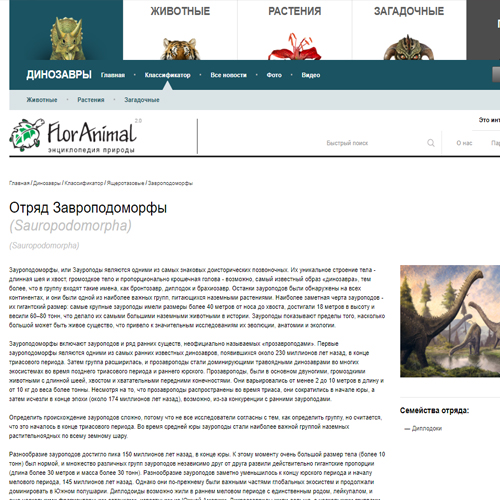 ЖИВОТНЫЕ РАСТЕНИЯ ЗАГАДОЧНЫЕ
ДИНОЗАВРЫ Главная • Классификатор • Все новости • Фото • Видео
Животные • Растения • Загадочные
FlorAnimal 2.0
энциклопедия природы
Это инт
Быстрый поиск О нас Пар
Главная / Динозавры / Классификатор / Ящеротазовые / Завроподоморфы
Отряд Завроподоморфы
(Sauropodomorpha)
(Sauropodomorpha)
Зауроподоморфы, или Зауроподы являются одними из самых знаковых доисторических позвоночных. Их уникальное строение тела -
длинная шея и хвост, громоздкое тело и пропорционально крошечная голова - возможно, самый известный образ «динозавра», тем
более, что в группу входят такие имена, как бронтозавр, диплодок и брахиозавр. Останки зауроподов были обнаружены на всех
континентах, и они были одной из наиболее важных групп, питающихся наземными растениями. Наиболее заметная черта зауроподов -
их гигантский размер: самые крупные зауроподы имели размеры более 40 метров от носа до хвоста, достигали 18 метров в высоту и
весили 60–80 тонн, что делало их самыми большими наземными животными в истории. Зауроподы показывают пределы того, насколько
большой может быть живое существо, что привело к значительным исследованиям их эволюции, анатомии и экологии.
Зауроподоморфы включают зауроподов и ряд ранних существ, неофициально называемых «прозавроподами». Первые
зауроподоморфы являются одними из самых ранних известных динозавров, появившихся около 230 миллионов лет назад, в конце
триасового периода. Затем группа расширилась, и прозавроподы стали доминирующими травоядными динозаврами во многих
экосистемах во время позднего триасового периода и раннего юрского. Прозавроподы, были в основном двуногими, громоздкими
животными с длинной шеей, хвостом и хватательными передними конечностями. Они варьировались от менее 2 до 10 метров в длину и
от 10 кг до веса более тонны. Несмотря на то, что прозавроподы распространены во время триаса, они сократились в начале юры, а
затем исчезли в конце эпохи (около 174 миллионов лет назад), возможно, из-за конкуренции с ранними зауроподами.
Определить происхождение зауроподов сложно, потому что не все исследователи согласны с тем, как определить группу, но считается,
что это началось в конце триасового периода. Во время средней юры зауроподы стали наиболее важной группой наземных
растительноядных по всему земному шару.
Разнообразие зауроподов достигло пика 150 миллионов лет назад, в конце юры. К этому моменту очень большой размер тела (более 10
тонн) был нормой, и множество различных групп зауроподов независимо друг от друга развили действительно гигантские пропорции
(длина более 30 метров и масса более 30 тонн). Разнообразие зауроподов заметно уменьшилось к концу юрского периода и началу
мелового периода, 145 миллионов лет назад. Однако они по-прежнему были важными частями глобальных экосистем и продолжали
доминировать в Южном полушарии. Диплодоиды возможно жили в раннем меловом периоде с единственным родом, лейкупалом, и
Семейства отряда:
— Диплодоки